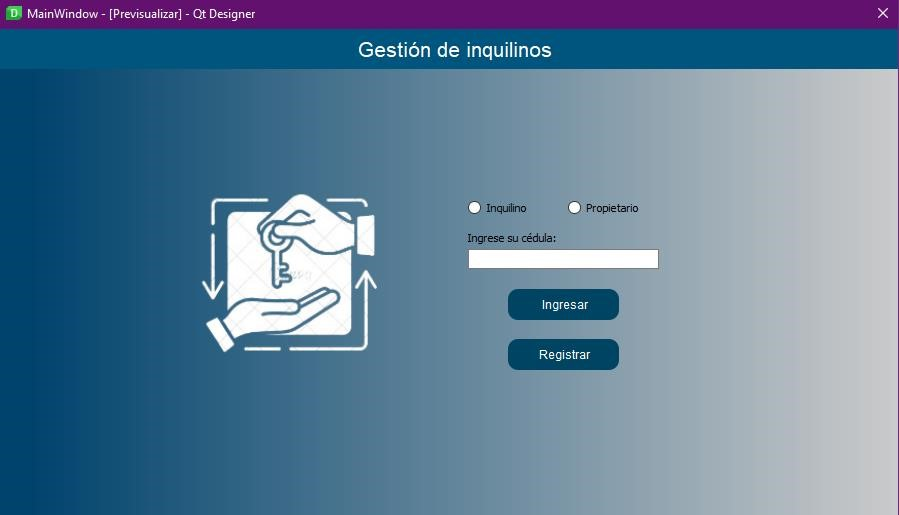 MainWindow - [Previsualizar] - Qt Designer
Gestión de inquilinos
Inquilino
Propietario
Ingrese su cédula:
Ingresar
Registrar